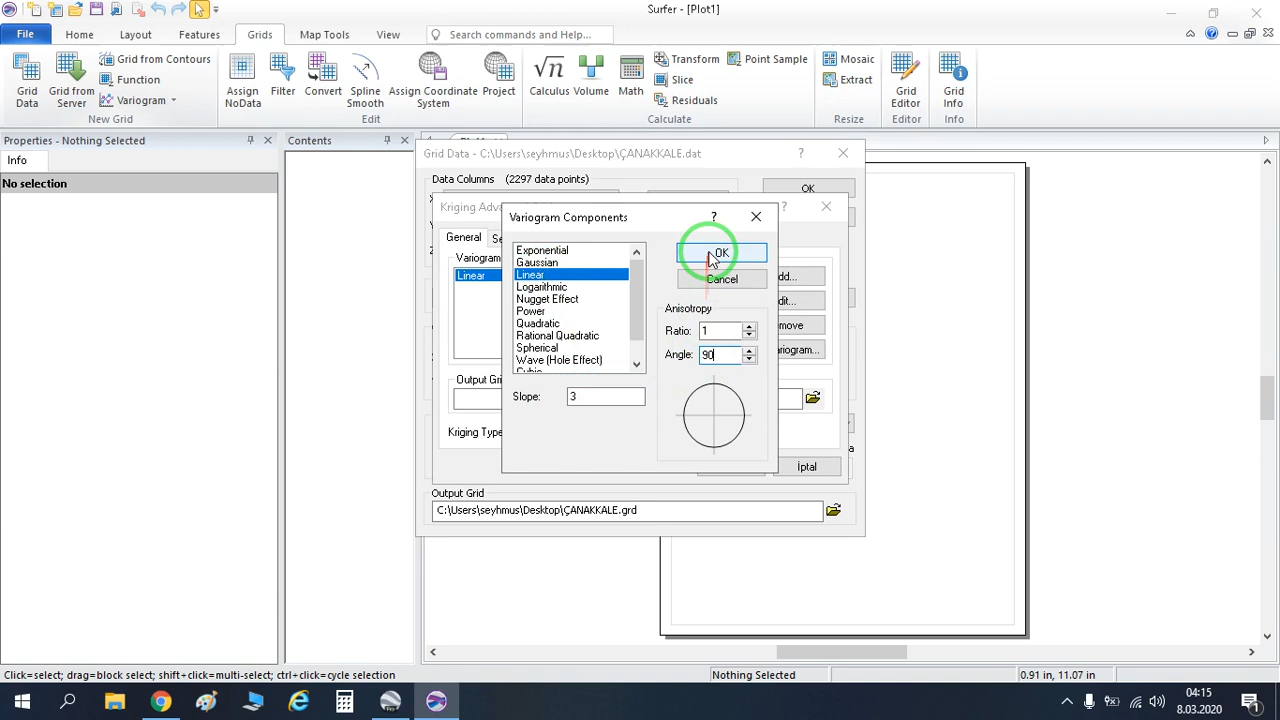 Surfer - [Plot1]
File Home Layout Features Grids Map Tools View Search commands and Help...
Grid Data
Grid from Server
Grid from Contours
Function
Variogram
New Grid
Assign NoData
Filter
Convert
Spline Smooth
Assign Coordinate System
Project
Edit
Calculus
Volume
Math
Transform
Slice
Residuals
Point Sample
Calculate
Mosaic
Extract
Resize
Grid Editor
Editor
Grid Info
Info
Properties - Nothing Selected
Info
No selection
Contents
Grid Data - C:\Users\seyhmus\Desktop\ÇANAKKALE.dat
Data Columns (2297 data points)
OK
Kriging Adva
General
Variogram
Linear
Output Gri
Kriging Type
İptal
Variogram Components
Exponential
Gaussian
Linear
Logarithmic
Nugget Effect
Power
Quadratic
Rational Quadratic
Spherical
Wave (Hole Effect)
Cubic
Slope: 3
OK
Cancel
Anisotropy
Ratio: 1
Angle: 90
Output Grid
C:\Users\seyhmus\Desktop\ÇANAKKALE.grd
Click=select; drag=block select; shift+click=multi-select; ctrl+click=cycle selection
Nothing Selected
0.91 in, 11.07 in
04:15
8.03.2020